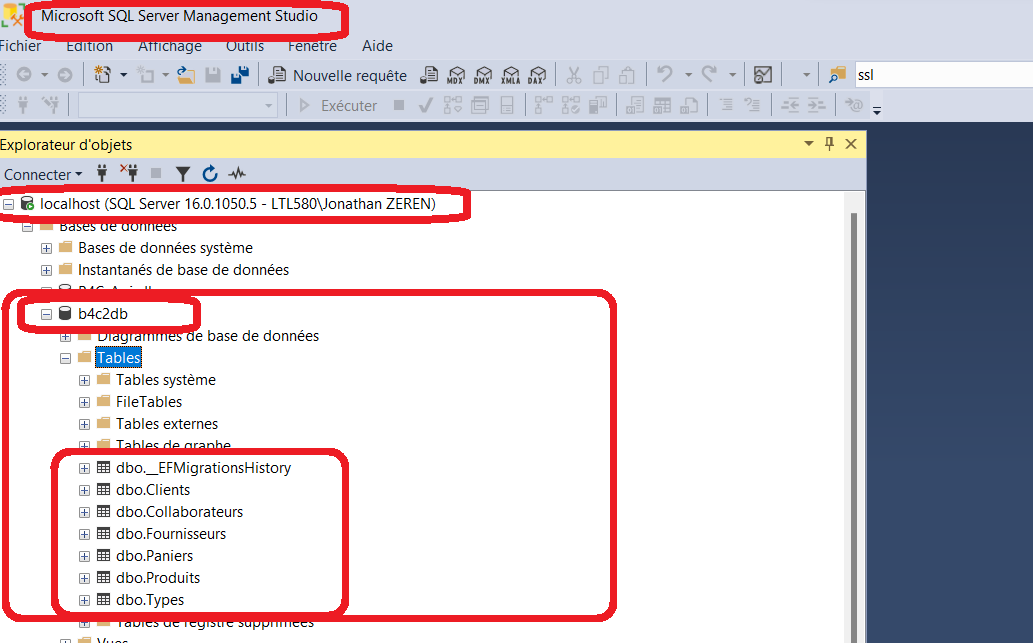 Microsoft SQL Server Management Studio
Fichier Edition Affichage Outils Fenêtre Aide
Nouvelle requête MDX DMX XMLA DAX ssl
Exécuter
Explorateur d'objets
Connecter
localhost (SQL Server 16.0.1050.5 - LTL580\Jonathan ZEREN)
Bases de données
Bases de données système
Instantanés de base de données
b4c2db
Diagrammes de base de données
Tables
Tables système
FileTables
Tables externes
Tables de graphe
dbo.__EFMigrationsHistory
dbo.Clients
dbo.Collaborateurs
dbo.Fournisseurs
dbo.Paniers
dbo.Produits
dbo.Types
Tables de registre supprimées
Vues